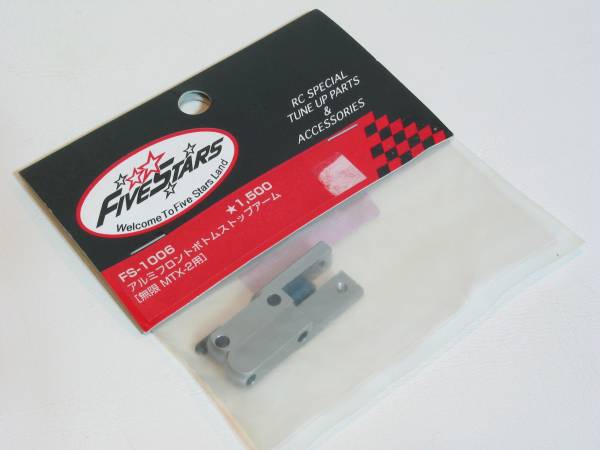 FIVESTARS
Welcome To Five Stars Land
RC SPECIAL
TUNE UP PARTS
&
ACCESSORIES
FS-1006
★1,500
アルミフロントボトムストップアーム
[無限 MTX-2用]